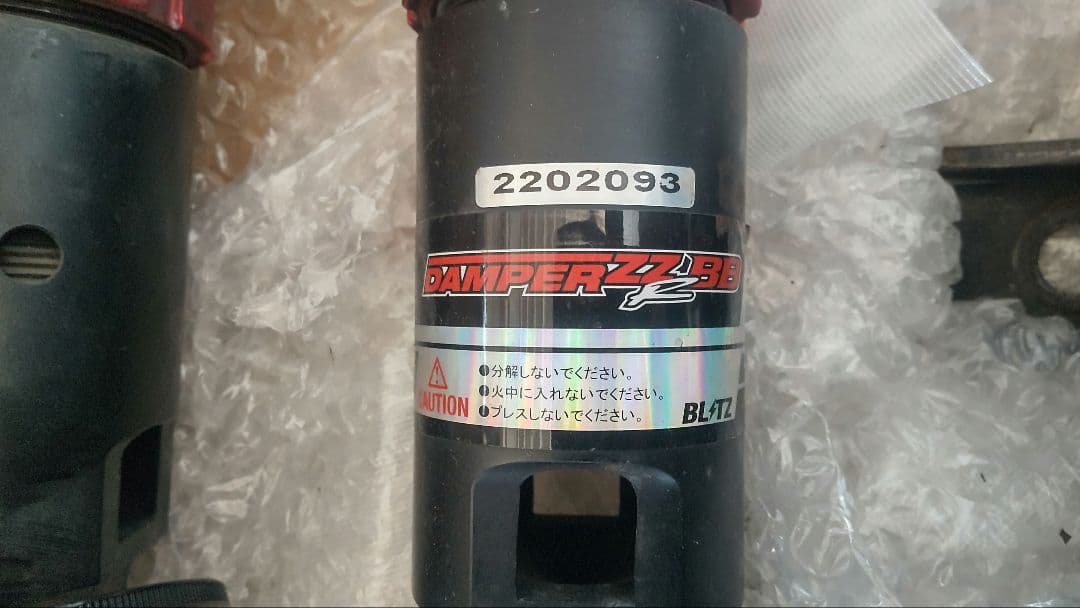 2202093
DAMPER ZZ-R BB
CAUTION
●分解しないでください。
●火中に入れないでください。
●プレスしないでください。
BLITZ